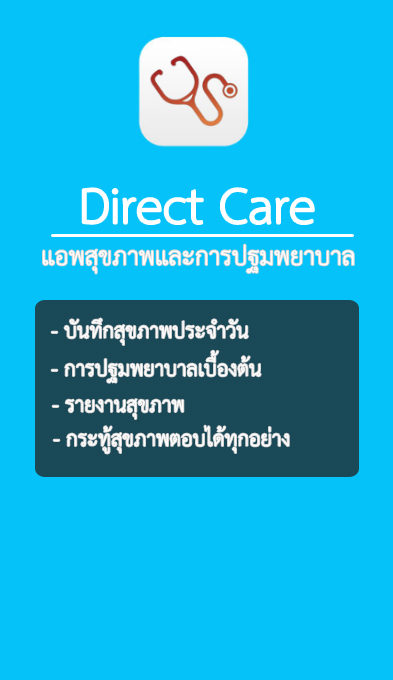 Direct Care
แอพสุขภาพและการปฐมพยาบาล
- บันทึกสุขภาพประจำวัน
- การปฐมพยาบาลเบื้องต้น
- รายงานสุขภาพ
- กระทู้สุขภาพตอบได้ทุกอย่าง